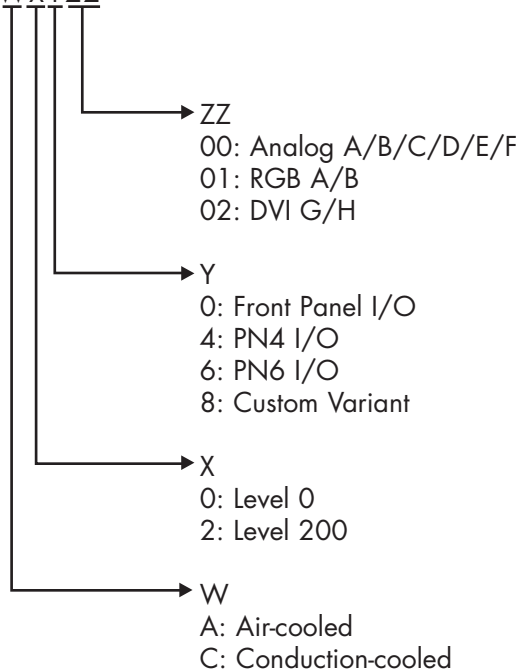 ZZ
00: Analog A/B/C/D/E/F
01: RGB A/B
02: DVI G/H
Y
0: Front Panel I/O
4: PN4 I/O
6: PN6 I/O
8: Custom Variant
X
0: Level 0
2: Level 200
W
A: Air-cooled
C: Conduction-cooled